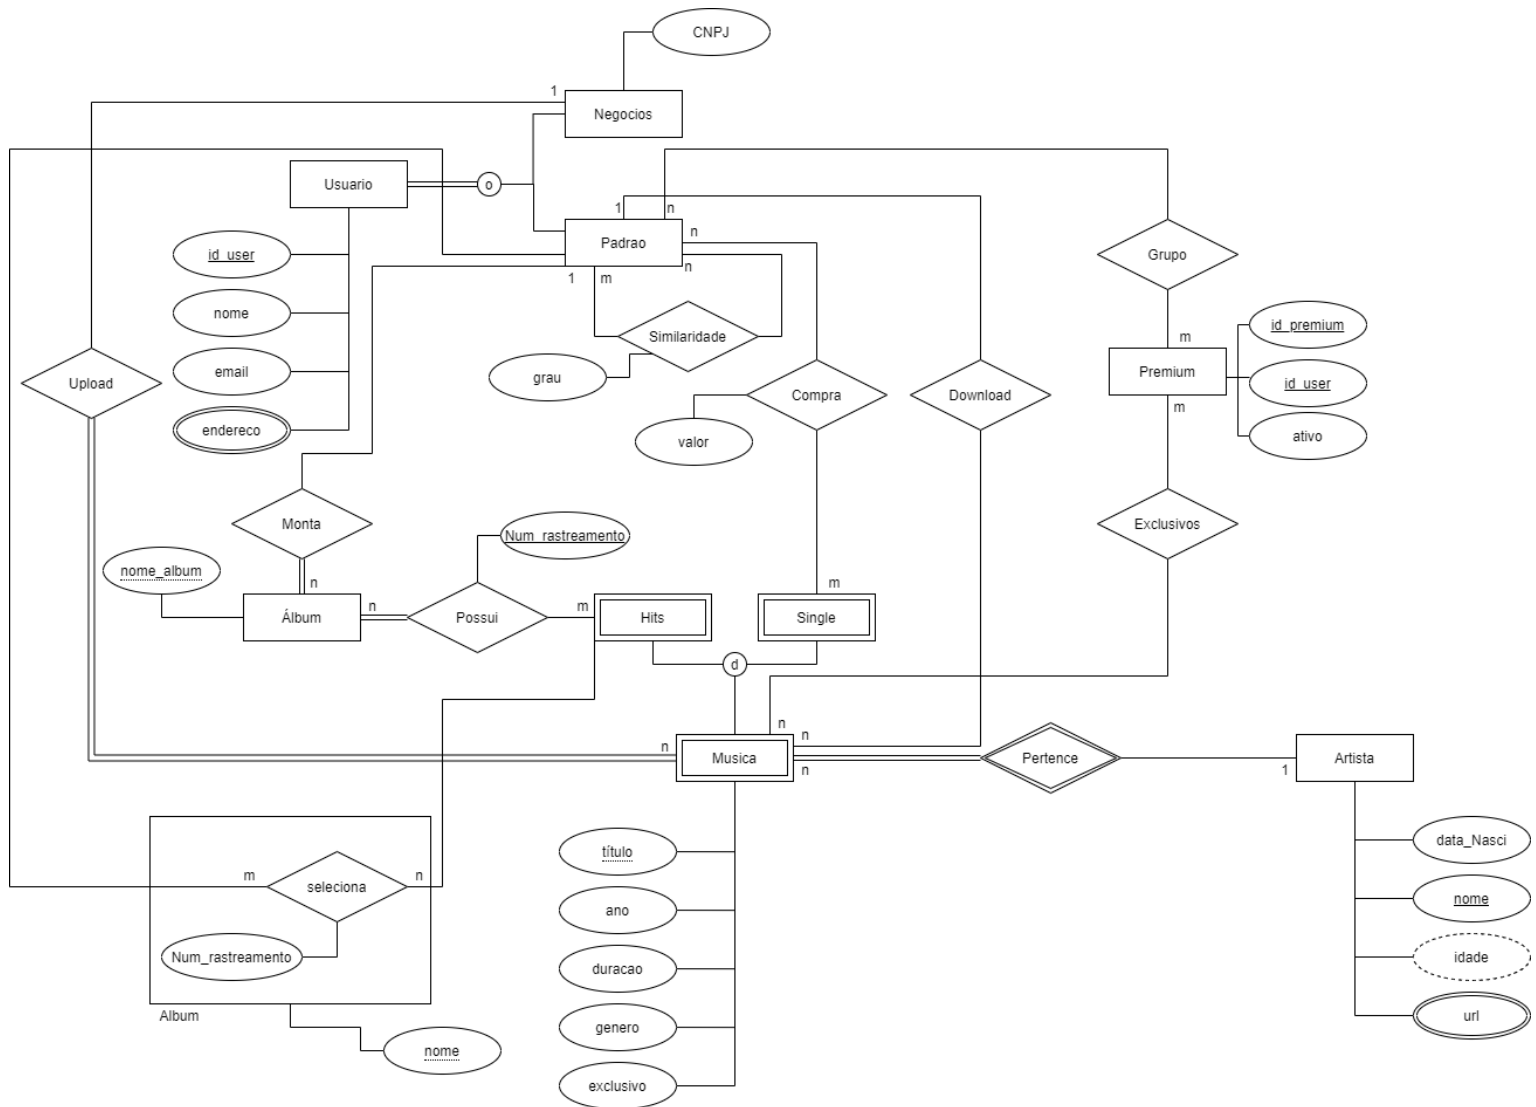 CNPJ
1
Negocios
Usuario
o
1
n
n
Padrao
n
1
m
id_user
nome
email
endereco
Similaridade
grau
Upload
Compra
valor
Download
Grupo
m
Premium
m
id_premium
id_user
ativo
Monta
n
Exclusivos
Num_rastreamento
nome_album
Álbum
n
Possui
m
Hits
m
Single
d
n
n
n
Musica
n
Pertence
1
Artista
m
seleciona
n
Num_rastreamento
Album
nome
título
ano
duracao
genero
exclusivo
data_Nasci
nome
idade
url